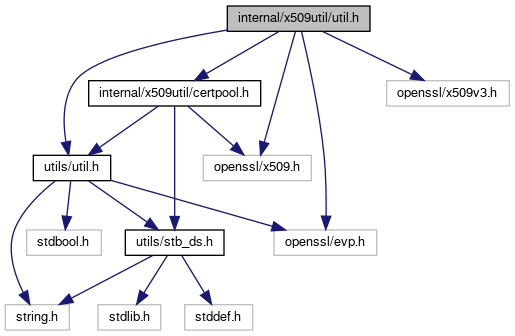 internal/x509util/util.h
internal/x509util/certpool.h
openssl/x509v3.h
utils/util.h
openssl/x509.h
stdbool.h
utils/stb_ds.h
openssl/evp.h
string.h
stdlib.h
stddef.h